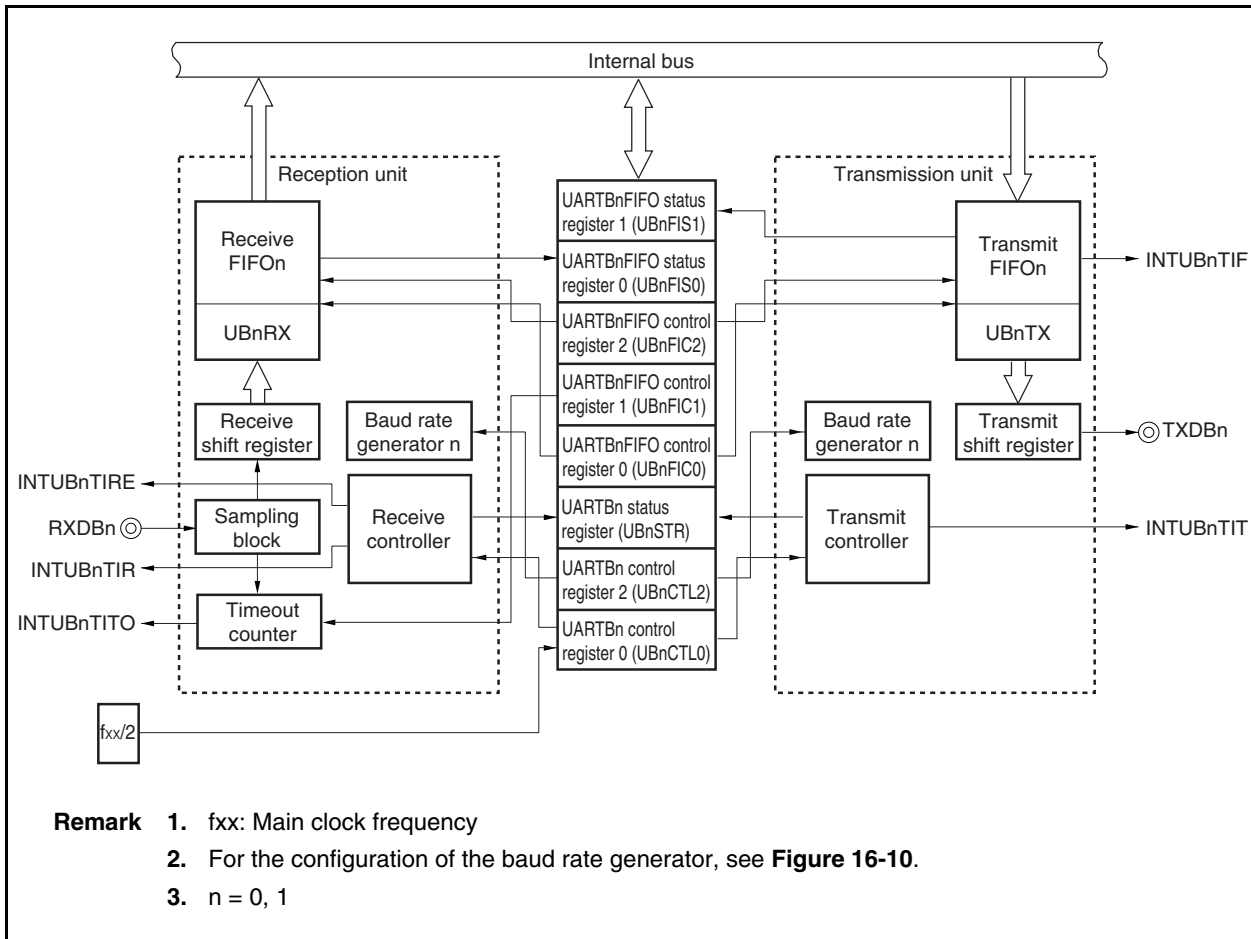 Internal bus
Reception unit
Receive
FIFOn
UBnRX
Receive
shift register
Baud rate
generator n
INTUBnTIRE
RXDBn
Sampling
block
Receive
controller
INTUBnTIR
INTUBnTITO
Timeout
counter
fxx/2
UARTBnFIFO status
register 1 (UBnFIS1)
UARTBnFIFO status
register 0 (UBnFIS0)
UARTBnFIFO control
register 2 (UBnFIC2)
UARTBnFIFO control
register 1 (UBnFIC1)
UARTBnFIFO control
register 0 (UBnFIC0)
UARTBn status
register (UBnSTR)
UARTBn control
register 2 (UBnCTL2)
UARTBn control
register 0 (UBnCTL0)
Transmission unit
Transmit
FIFOn
UBnTX
INTUBnTIF
Baud rate
generator n
Transmit
shift register
TXDBn
Transmit
controller
INTUBnTIT
Remark 1. fxx: Main clock frequency
2. For the configuration of the baud rate generator, see Figure 16-10.
3. n = 0, 1